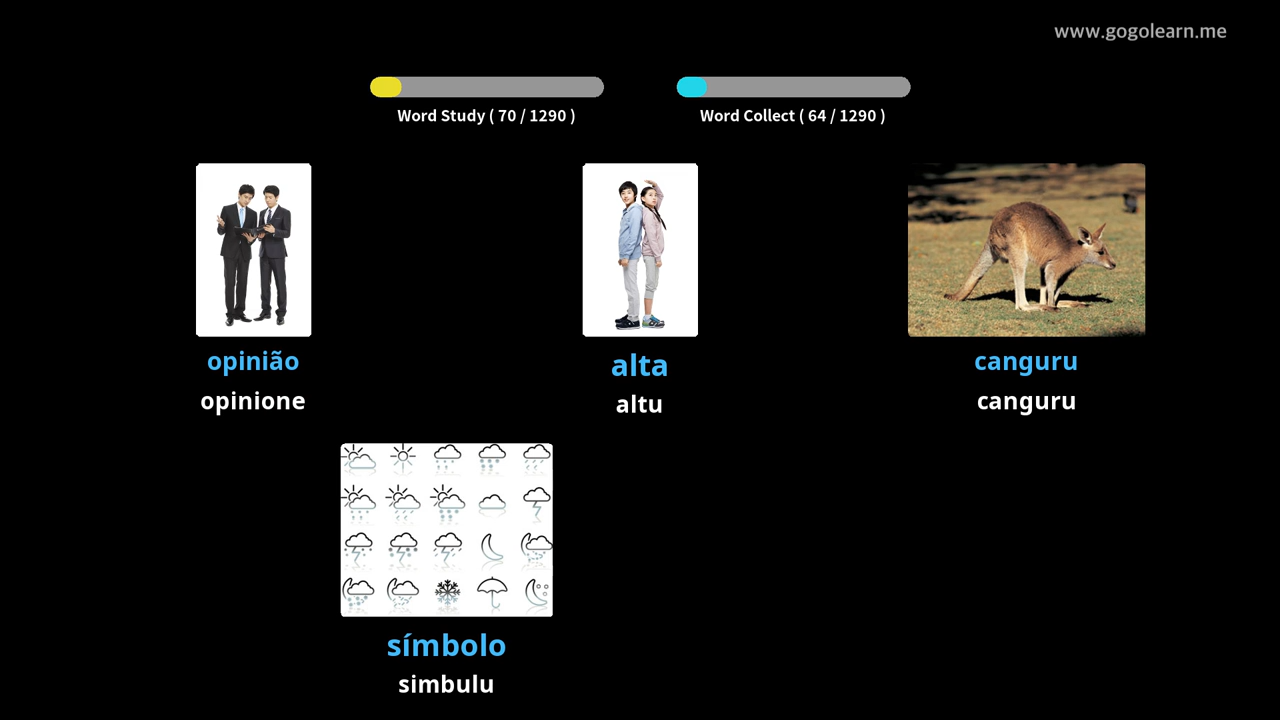 www.gogolearn.me
Word Study ( 70 / 1290 )
Word Collect ( 64 / 1290 )
opinião
opinione
alta
altu
canguru
canguru
símbolo
simbulu